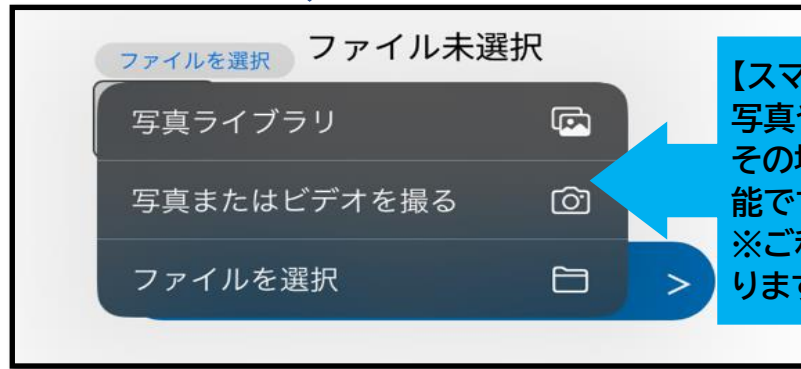 ファイルを選択 ファイル未選択
写真ライブラリ
写真またはビデオを撮る
ファイルを選択
>
【スマ
写真
その
能で
※ご
ります